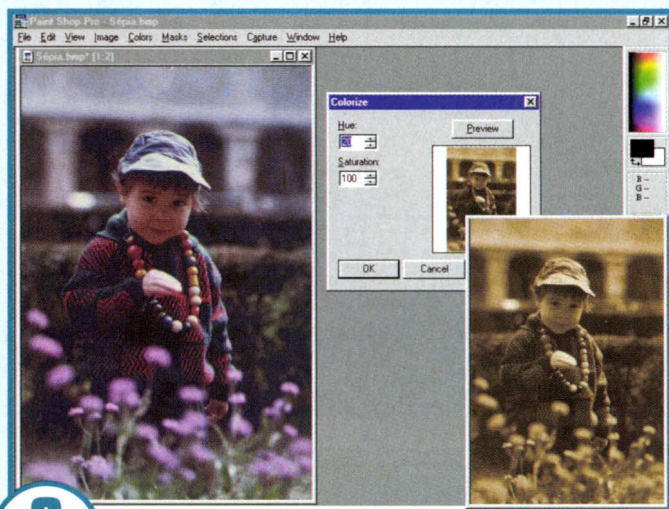 Paint Shop Pro - Sépia.bmp
File Edit View Image Colors Masks Selections Capture Window Help
Sépia.bmp* [1:2]
Colorize
Hue:
20
Saturation:
100
Preview
OK
Cancel
R -
G -
B -